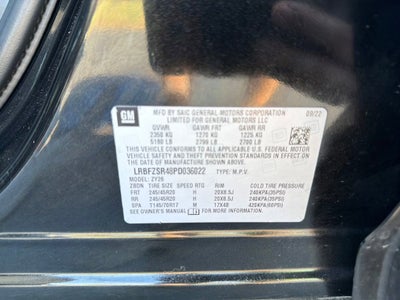 GM
MFD BY SAIC GENERAL MOTORS CORPORATION
LIMITED FOR GENERAL MOTORS LLC
09/22
GVWR GAWR FRT GAWR RR
2350 KG 1270 KG 1225 KG
5180 LB 2799 LB 2700 LB
THIS VEHICLE CONFORMS TO ALL APPLICABLE U.S. FEDERAL MOTOR
VEHICLE SAFETY AND THEFT PREVENTION STANDARDS IN EFFECT ON
THE DATE OF MANUFACTURE SHOWN ABOVE.
LRBFZSR48PD036022 TYPE: M.P.V.
MODEL: ZY26
TIRE SIZE SPEED RTG RIM COLD TIRE PRESSURE
FRT 245/45R20 H 20X8.5J 240KPA(35PSI)
RR 245/45R20 H 20X8.5J 240KPA(35PSI)
SPA T145/70R17 M 17X4B 420KPA(60PSI)
SEE OWNER'S MANUAL FOR MORE INFORMATION.